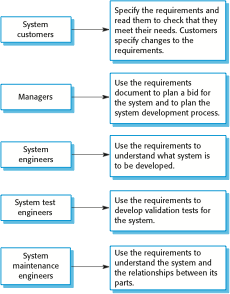 System
customers
Specify the requirements and
read them to check that they
meet their needs. Customers
specify changes to the
requirements.
Managers
Use the requirements
document to plan a bid for
the system and to plan the
system development process.
System
engineers
Use the requirements to
understand what system is
to be developed.
System test
engineers
Use the requirements to
develop validation tests for
the system.
System
maintenance
engineers
Use the requirements to
understand the system and
the relationships between its
parts.